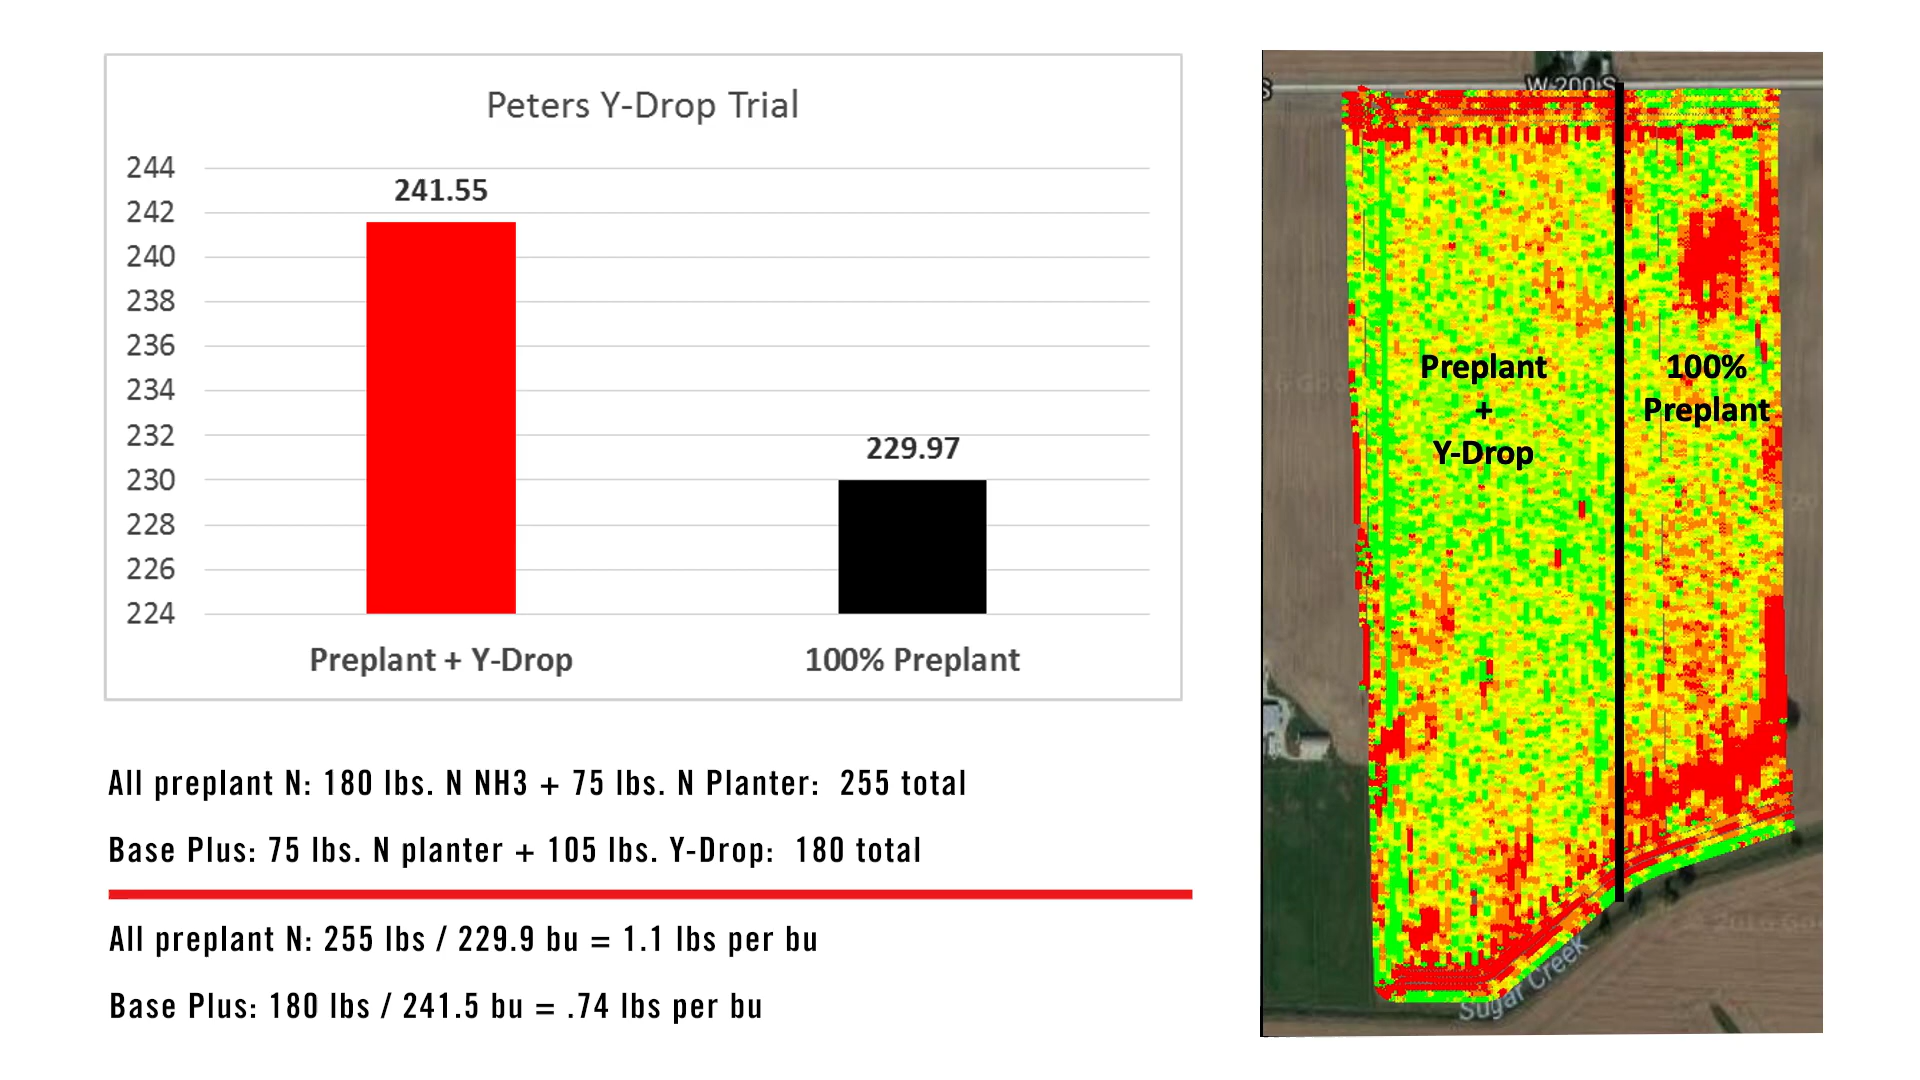 Peters Y-Drop Trial
244
242
240
238
236
234
232
230
228
226
224
241.55
229.97
Preplant + Y-Drop
100% Preplant
All preplant N: 180 lbs. N NH3 + 75 lbs. N Planter: 255 total
Base Plus: 75 lbs. N planter + 105 lbs. Y-Drop: 180 total
All preplant N: 255 lbs / 229.9 bu = 1.1 lbs per bu
Base Plus: 180 lbs / 241.5 bu = .74 lbs per bu
S
W 200 S
Preplant
+
Y-Drop
100%
Preplant
Sugar Creek